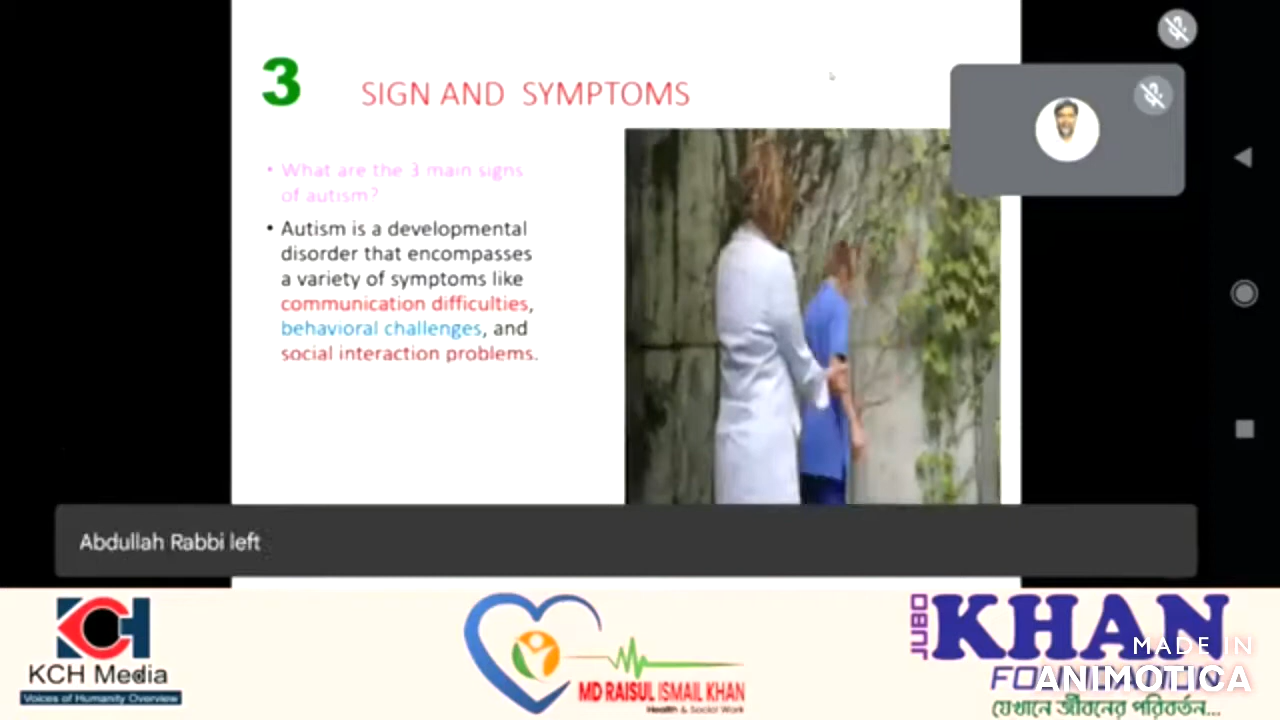 3
SIGN AND SYMPTOMS
• What are the 3 main signs
of autism?
• Autism is a developmental
disorder that encompasses
a variety of symptoms like
communication difficulties,
behavioral challenges, and
social interaction problems.
Abdullah Rabbi left
KCH Media
Voices of Humanity Overview
MD RAISUL ISMAIL KHAN
Health & Social Work
JUBO
KHAN
MADE IN
ANIMOTICA
যেখানে জীবনের পরিবর্তন...